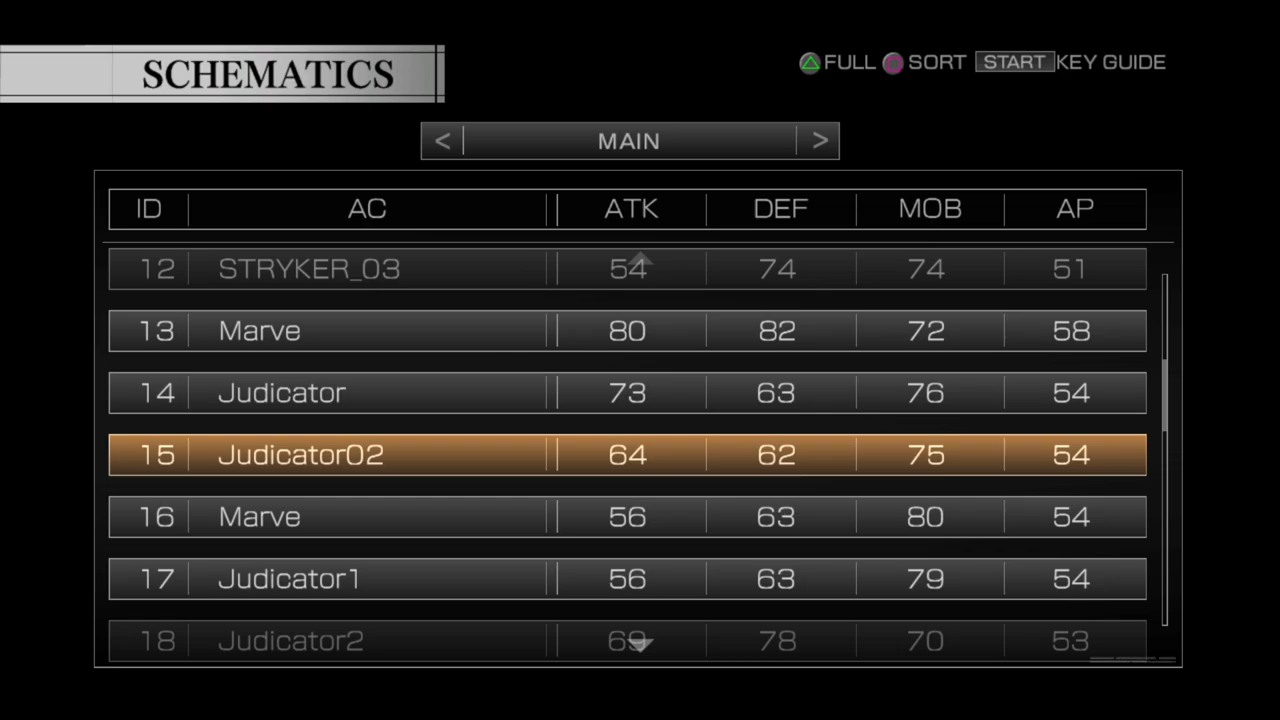 SCHEMATICS
FULL SORT START KEY GUIDE
< MAIN >
ID AC ATK DEF MOB AP
12 STRYKER_03 54 74 74 51
13 Marve 80 82 72 58
14 Judicator 73 63 76 54
15 Judicator02 64 62 75 54
16 Marve 56 63 80 54
17 Judicator1 56 63 79 54
18 Judicator2 69 78 70 53